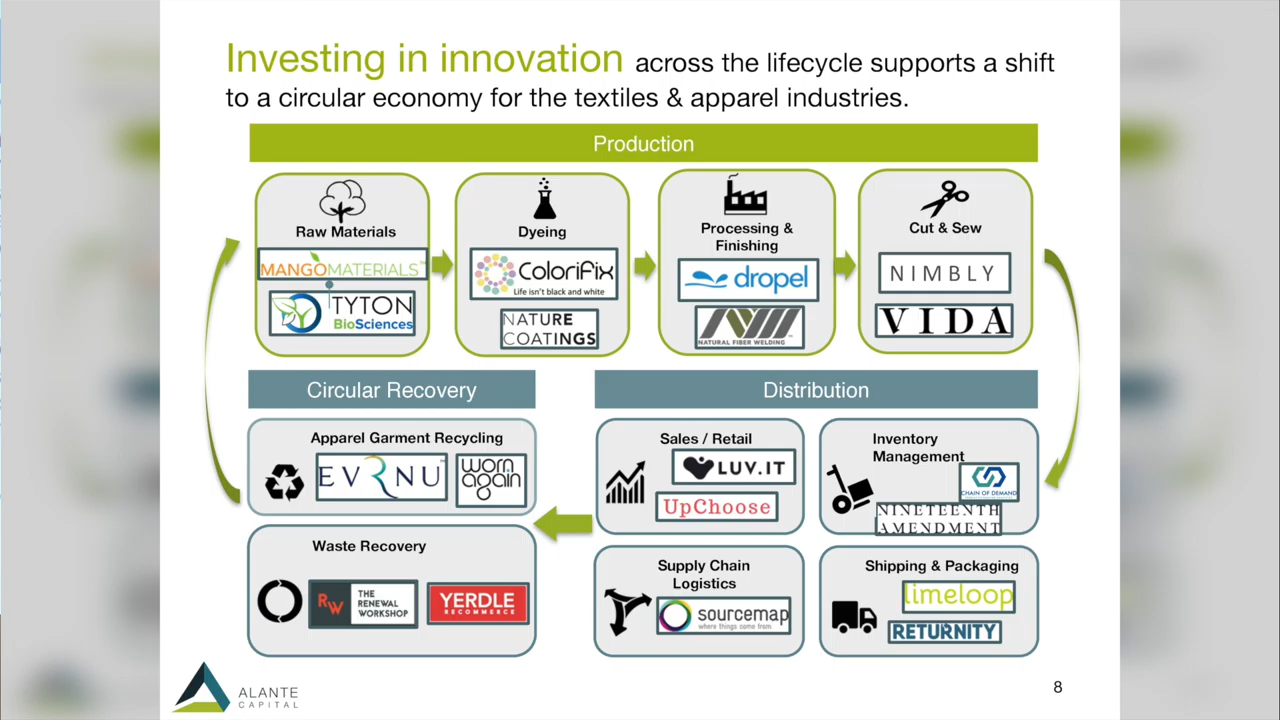 Investing in innovation across the lifecycle supports a shift
to a circular economy for the textiles & apparel industries.
Production
Raw Materials
MANGOMATERIALS™
TYTON
BioSciences
Dyeing
ColoriFix
Life isn't black and white
NATURE
COATINGS
Processing &
Finishing
dropel
NATURAL FIBER WELDING
Cut & Sew
NIMBLY
VIDA
Circular Recovery
Apparel Garment Recycling
EVRNU
worn
again
Waste Recovery
RW
THE
RENEWAL
WORKSHOP
YERDLE
RECOMMERCE
Distribution
Sales / Retail
LUV.IT
UpChoose
Inventory
Management
CHAIN OF DEMAND
NINETEENTH
AMENDMENT
Supply Chain
Logistics
sourcemap
where things come from
Shipping & Packaging
limeloop
RETURNITY
ALANTE
CAPITAL
8